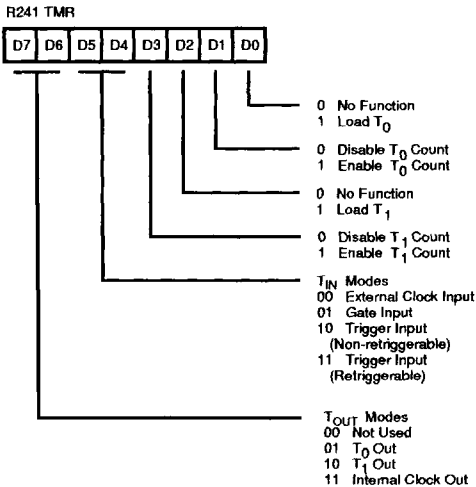 R241 TMR
D7 D6 D5 D4 D3 D2 D1 D0
0 No Function
1 Load T0
0 Disable T0 Count
1 Enable T0 Count
0 No Function
1 Load T1
0 Disable T1 Count
1 Enable T1 Count
TIN Modes
00 External Clock Input
01 Gate Input
10 Trigger Input
(Non-retriggerable)
11 Trigger Input
(Retriggerable)
TOUT Modes
00 Not Used
01 T0 Out
10 T1 Out
11 Internal Clock Out